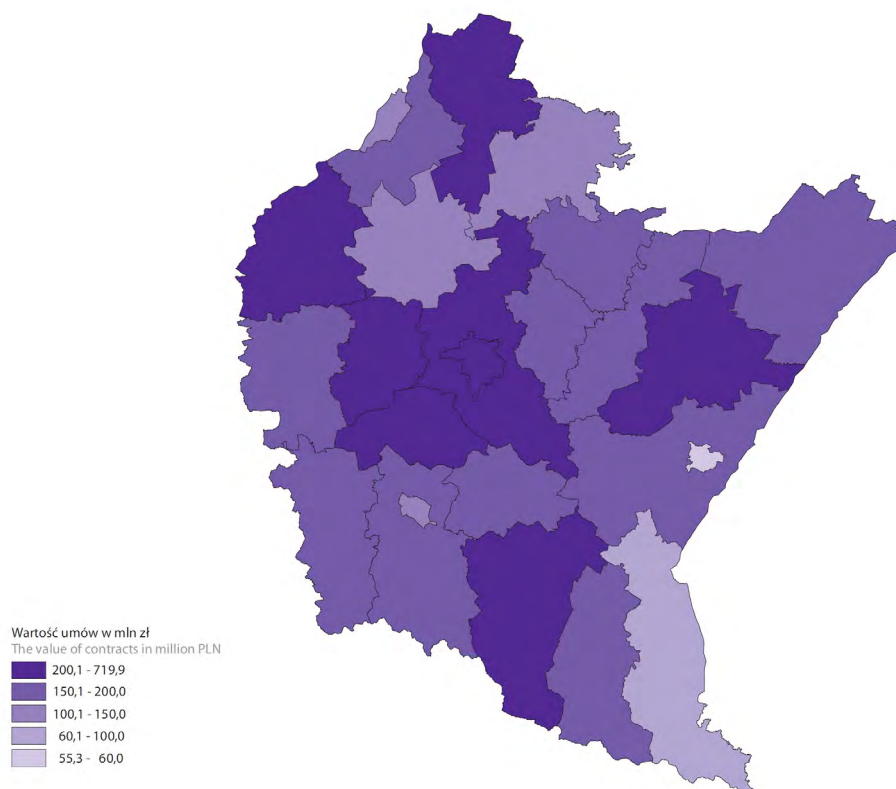 Wartość umów w mln zł
The value of contracts in million PLN
200,1 - 719,9
150,1 - 200,0
100,1 - 150,0
60,1 - 100,0
55,3 - 60,0